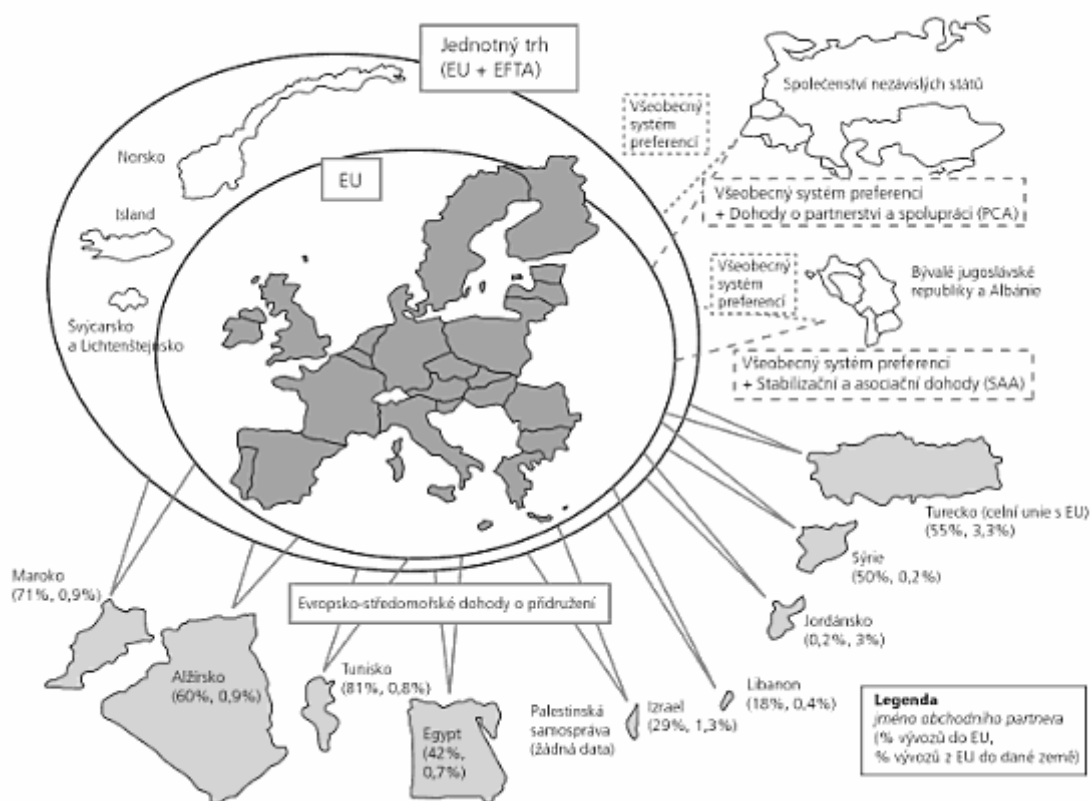 Jednotný trh
(EU + EFTA)
Norsko
EU
Island
Švýcarsko
a Lichtenštejnsko
Společenství nezávislých států
Všeobecný
systém
preferencí
Všeobecný systém preferencí
+ Dohody o partnerství a spolupráci (PCA)
Všeobecný
systém
preferencí
Bývalé jugoslávské
republiky a Albánie
Všeobecný systém preferencí
+ Stabilizační a asociační dohody (SAA)
Turecko (celní unie s EU)
(55%, 3,3%)
Sýrie
(50%, 0,2%)
Jordánsko
(0,2%, 3%)
Maroko
(71%, 0,9%)
Evropsko-středomořské dohody o přidružení
Alžírsko
(60%, 0,9%)
Tunisko
(81%, 0,8%)
Egypt
(42%,
0,7%)
Palestinská
samospráva
(žádná data)
Izrael
(29%, 1,3%)
Libanon
(18%, 0,4%)
Legenda
jméno obchodního partnera
(% vývozů do EU,
% vývozů z EU do dané země)